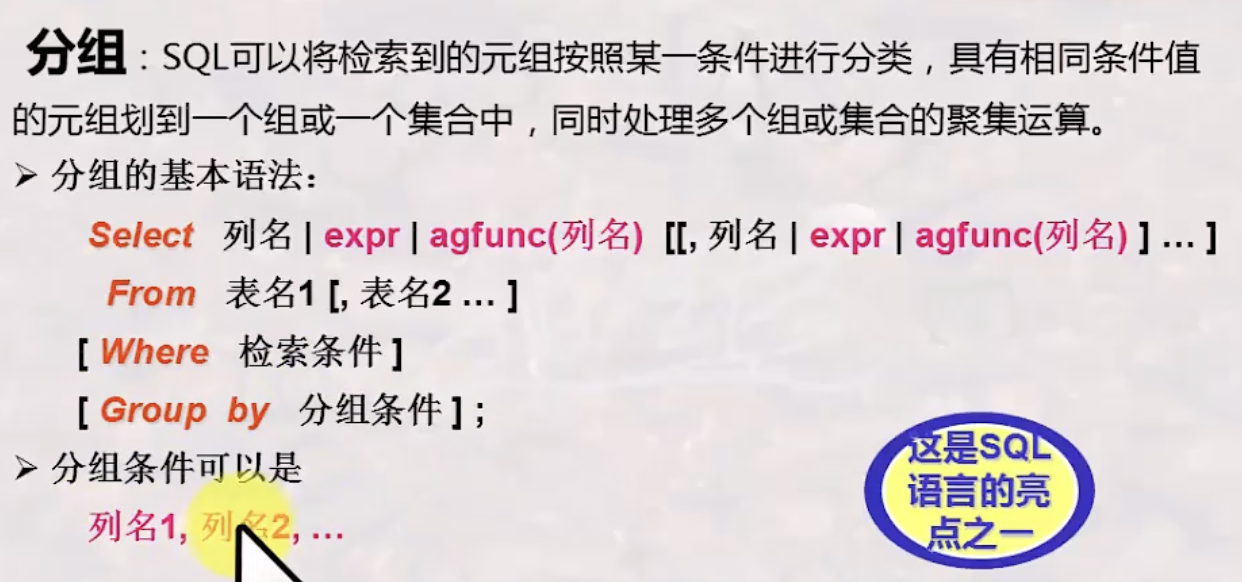 分组：SQL可以将检索到的元组按照某一条件进行分类，具有相同条件值
的元组划到一个组或一个集合中，同时处理多个组或集合的聚集运算。
➢ 分组的基本语法：
Select 列名 | expr | agfunc(列名) [[, 列名 | expr | agfunc(列名) ] … ]
From 表名1 [, 表名2 … ]
[ Where 检索条件 ]
[ Group by 分组条件 ] ;
➢ 分组条件可以是
列名1, 列名2, …
这是SQL
语言的亮
点之一